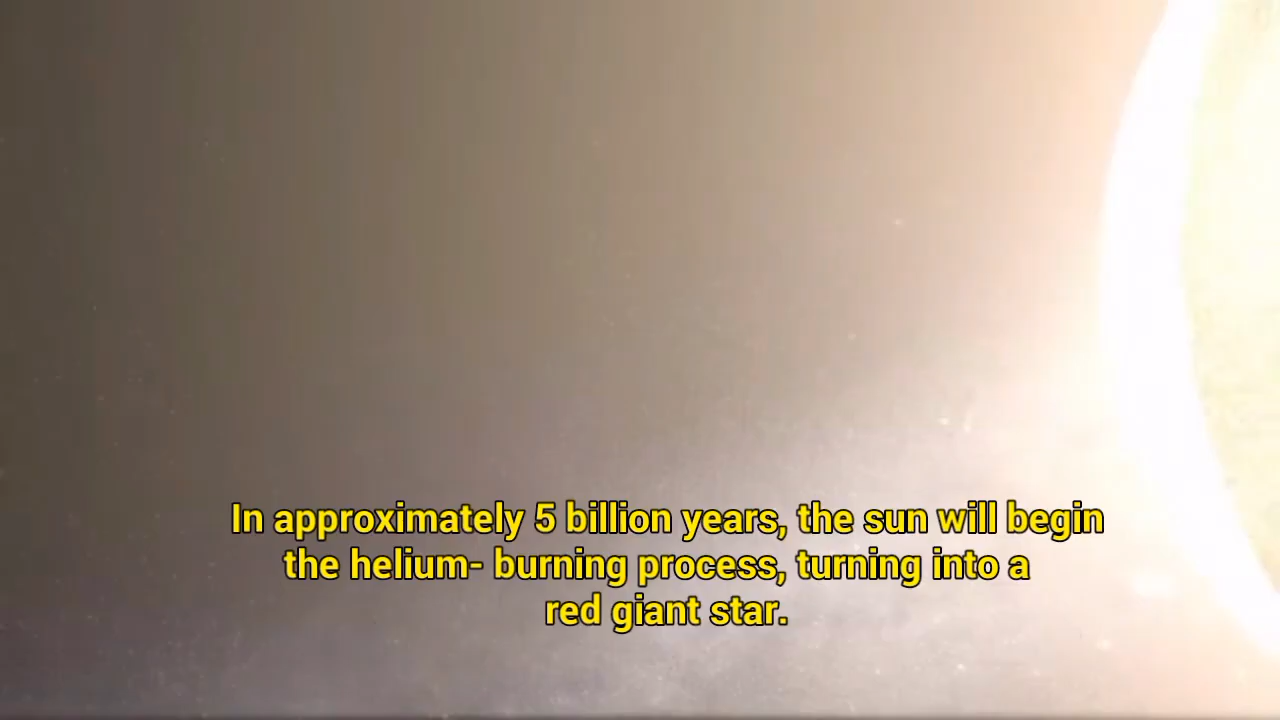 In approximately 5 billion years, the sun will begin
the helium- burning process, turning into a
red giant star.